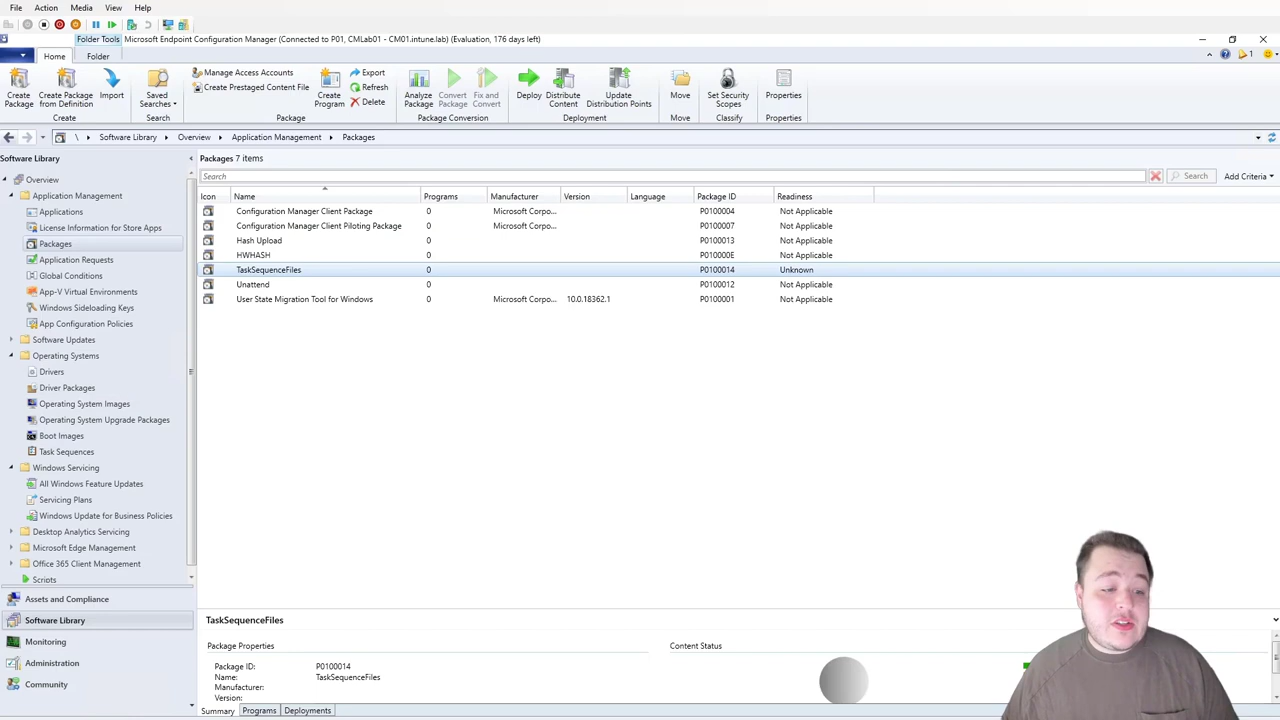 File Action Media View Help
Folder Tools Microsoft Endpoint Configuration Manager (Connected to P01, CMLab01 - CM01.intune.lab) (Evaluation, 176 days left)
Home Folder
1
Create Package
Create Package from Definition
Import
Create
Saved Searches
Search
Manage Access Accounts
Create Prestaged Content File
Create Program
Export
Refresh
Delete
Package
Analyze Package
Convert Package
Fix and Convert
Package Conversion
Deploy
Distribute Content
Update Distribution Points
Deployment
Move
Move
Set Security Scopes
Classify
Properties
Properties
\ Software Library Overview Application Management Packages
Software Library
Overview
Application Management
Applications
License Information for Store Apps
Packages
Application Requests
Global Conditions
App-V Virtual Environments
Windows Sideloading Keys
App Configuration Policies
Software Updates
Operating Systems
Drivers
Driver Packages
Operating System Images
Operating System Upgrade Packages
Boot Images
Task Sequences
Windows Servicing
All Windows Feature Updates
Servicing Plans
Windows Update for Business Policies
Desktop Analytics Servicing
Microsoft Edge Management
Office 365 Client Management
Scripts
Assets and Compliance
Software Library
Monitoring
Administration
Community
Packages 7 items
Search Search Add Criteria
Icon Name Programs Manufacturer Version Language Package ID Readiness
Configuration Manager Client Package 0 Microsoft Corpo... P0100004 Not Applicable
Configuration Manager Client Piloting Package 0 Microsoft Corpo... P0100007 Not Applicable
Hash Upload 0 P0100013 Not Applicable
HWHASH 0 P010000E Not Applicable
TaskSequenceFiles 0 P0100014 Unknown
Unattend 0 P0100012 Not Applicable
User State Migration Tool for Windows 0 Microsoft Corpo... 10.0.18362.1 P0100001 Not Applicable
TaskSequenceFiles
Package Properties
Package ID: P0100014
Name: TaskSequenceFiles
Manufacturer:
Version:
Content Status
Summary Programs Deployments